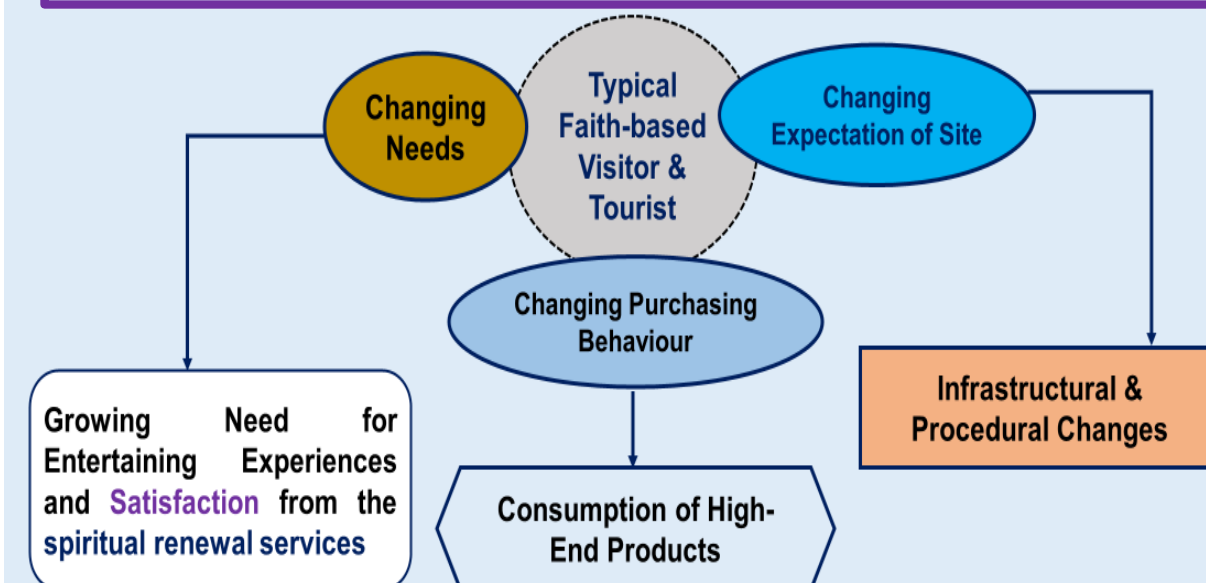 Typical
Faith-based
Visitor &
Tourist
Changing
Needs
Changing
Expectation of Site
Changing Purchasing
Behaviour
Growing Need for
Entertaining Experiences
and Satisfaction from the
spiritual renewal services
Consumption of High-
End Products
Infrastructural &
Procedural Changes